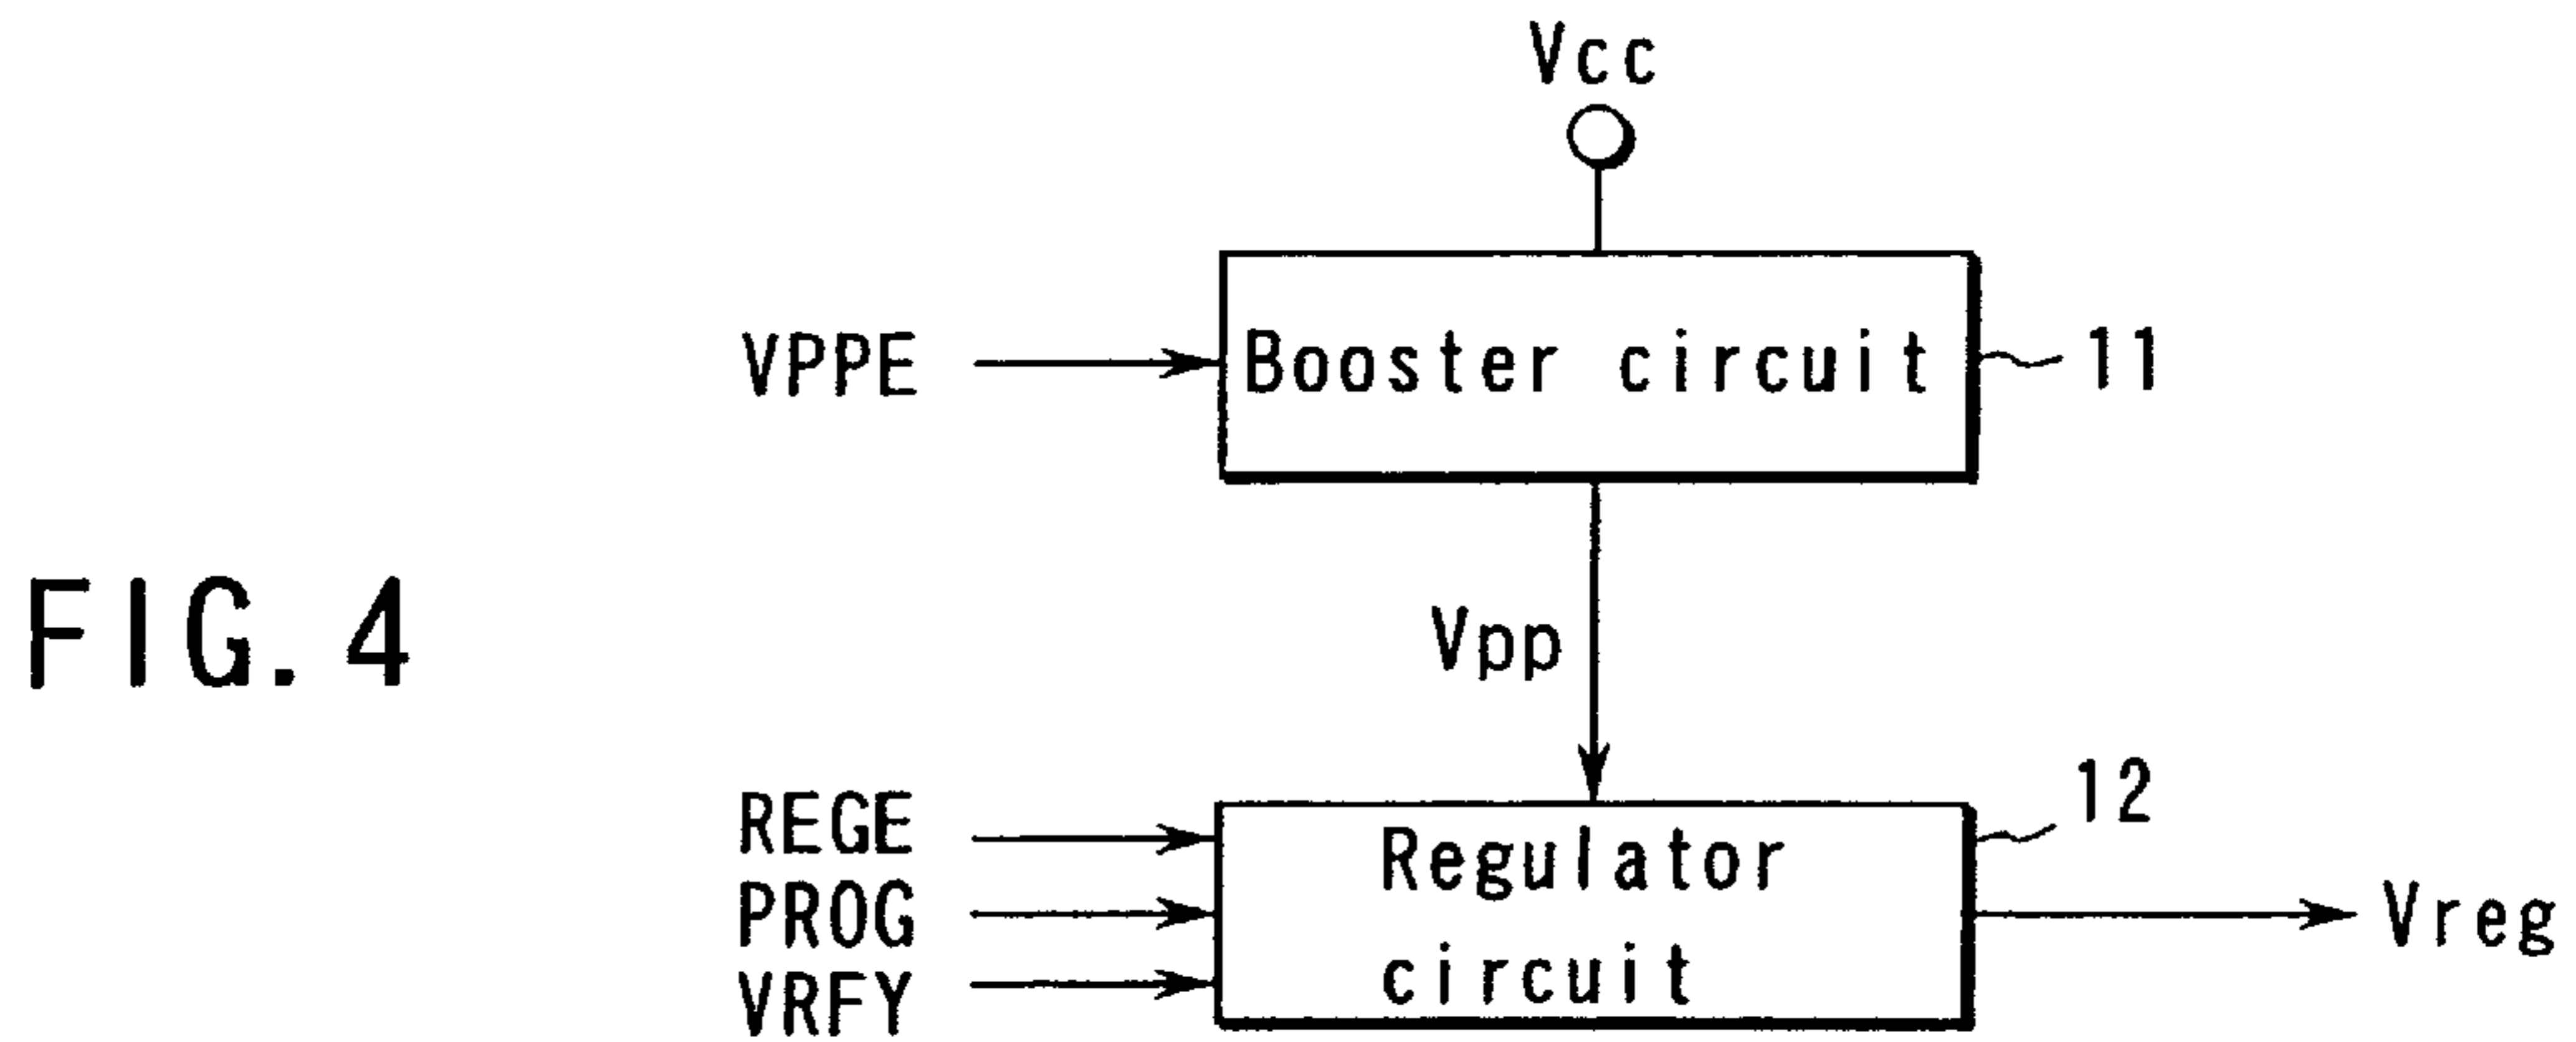 Vcc
VPPE
Booster circuit
11
Vpp
FIG. 4
REGE
PROG
VRFY
Regulator
circuit
12
Vreg